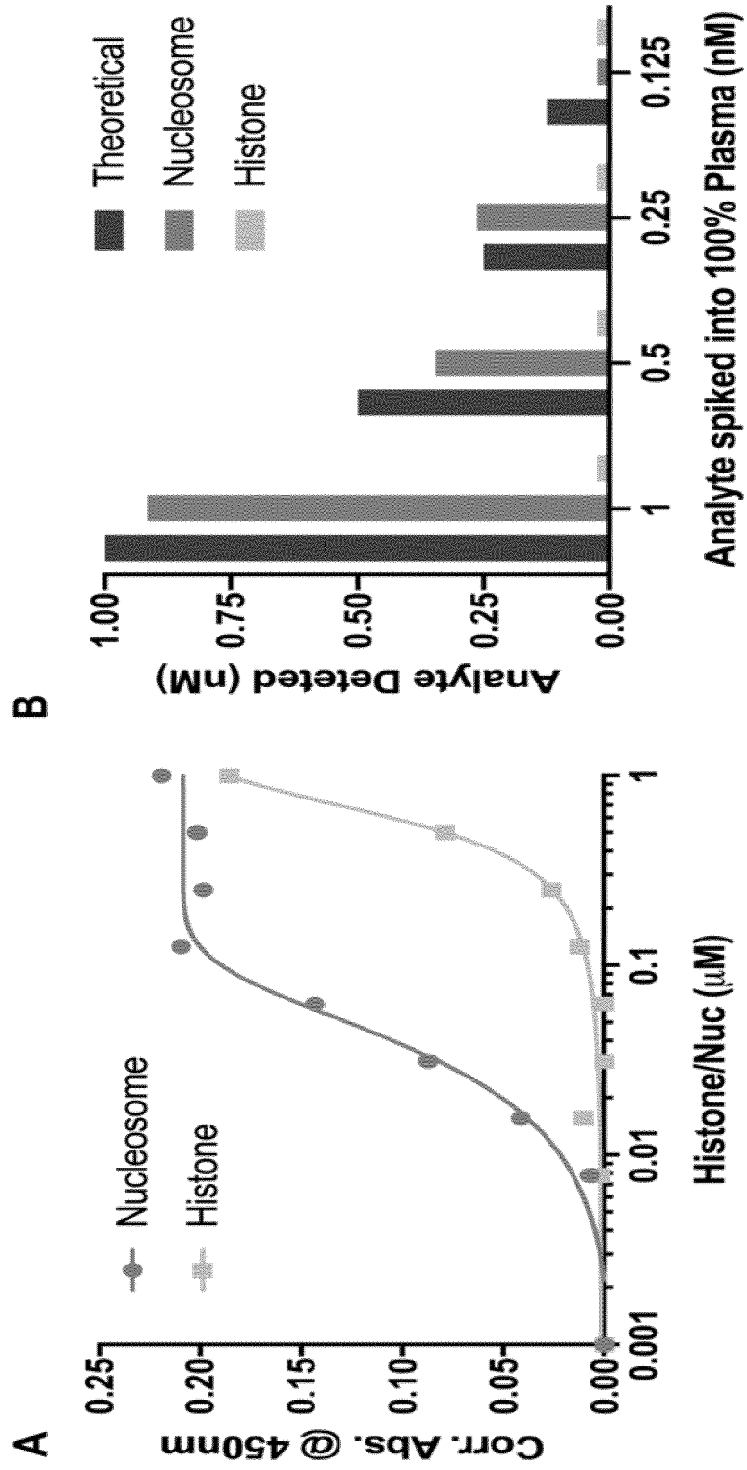 A
Corr. Abs. @ 450nm
0.25
0.20
0.15
0.10
0.05
0.00
Nucleosome
Histone
0.001
0.01
0.1
1
Histone/Nuc (μM)
B
Analyte Deteted (nM)
1.00
0.75
0.50
0.25
0.00
Theoretical
Nucleosome
Histone
1
0.5
0.25
0.125
Analyte spiked into 100% Plasma (nM)